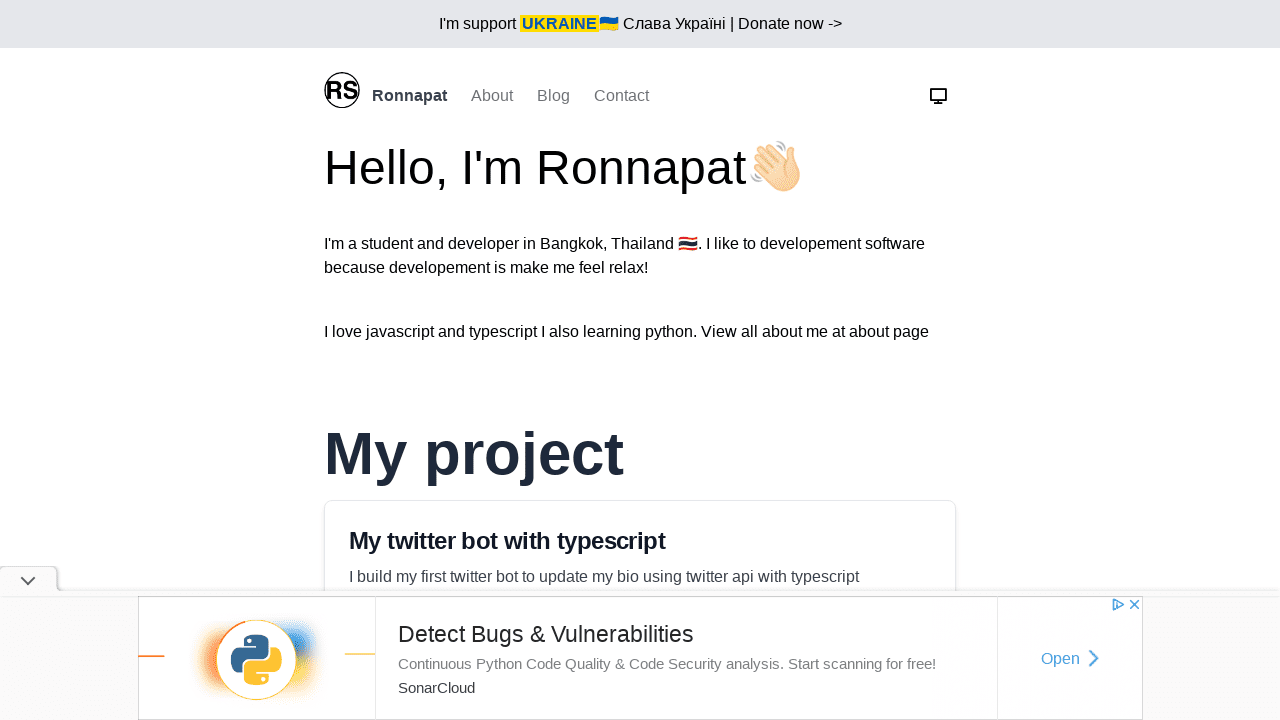 I'm support UKRAINE🇺🇦 Слава Україні | Donate now ->
RS Ronnapat About Blog Contact
Hello, I'm Ronnapat👋🏻
I'm a student and developer in Bangkok, Thailand 🇹🇭. I like to developement software
because developement is make me feel relax!
I love javascript and typescript I also learning python. View all about me at about page
My project
My twitter bot with typescript
I build my first twitter bot to update my bio using twitter api with typescript
Detect Bugs & Vulnerabilities
Continuous Python Code Quality & Code Security analysis. Start scanning for free!
SonarCloud
Open